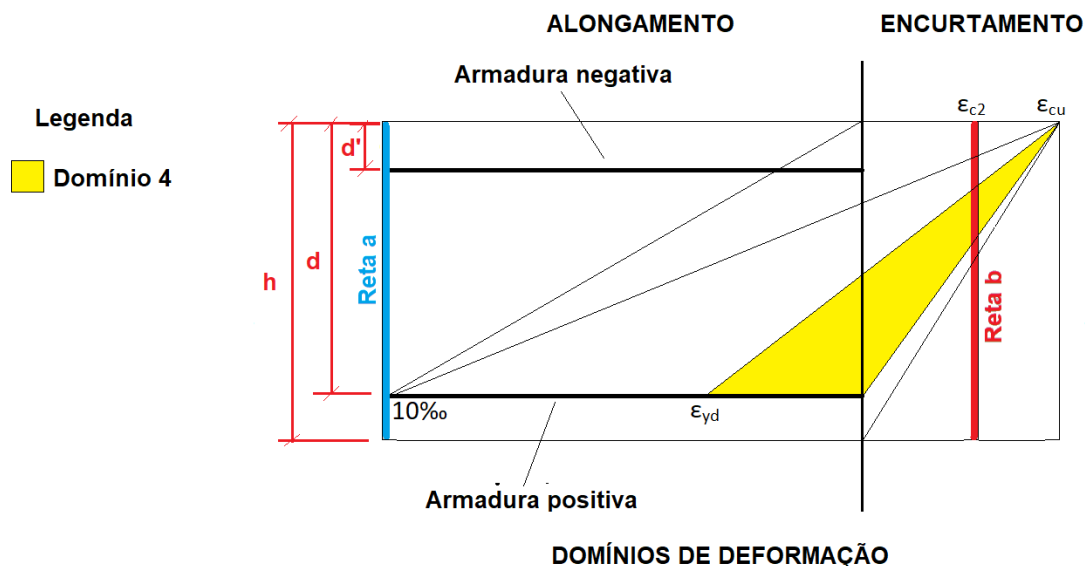 ALONGAMENTO
ENCURTAMENTO
Armadura negativa
Legenda
Domínio 4
εc2
εcu
d'
d
h
Reta a
Reta b
10‰
εyd
Armadura positiva
DOMÍNIOS DE DEFORMAÇÃO